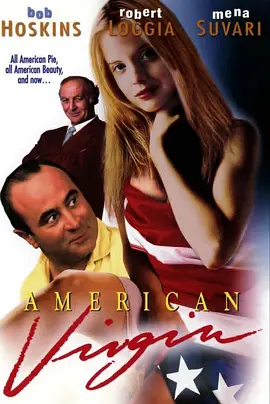 bob robert mena
HOSKINS LOGGIA SUVARI
All American Pie,
all American Beauty,
and now...
AMERICAN
Virgin